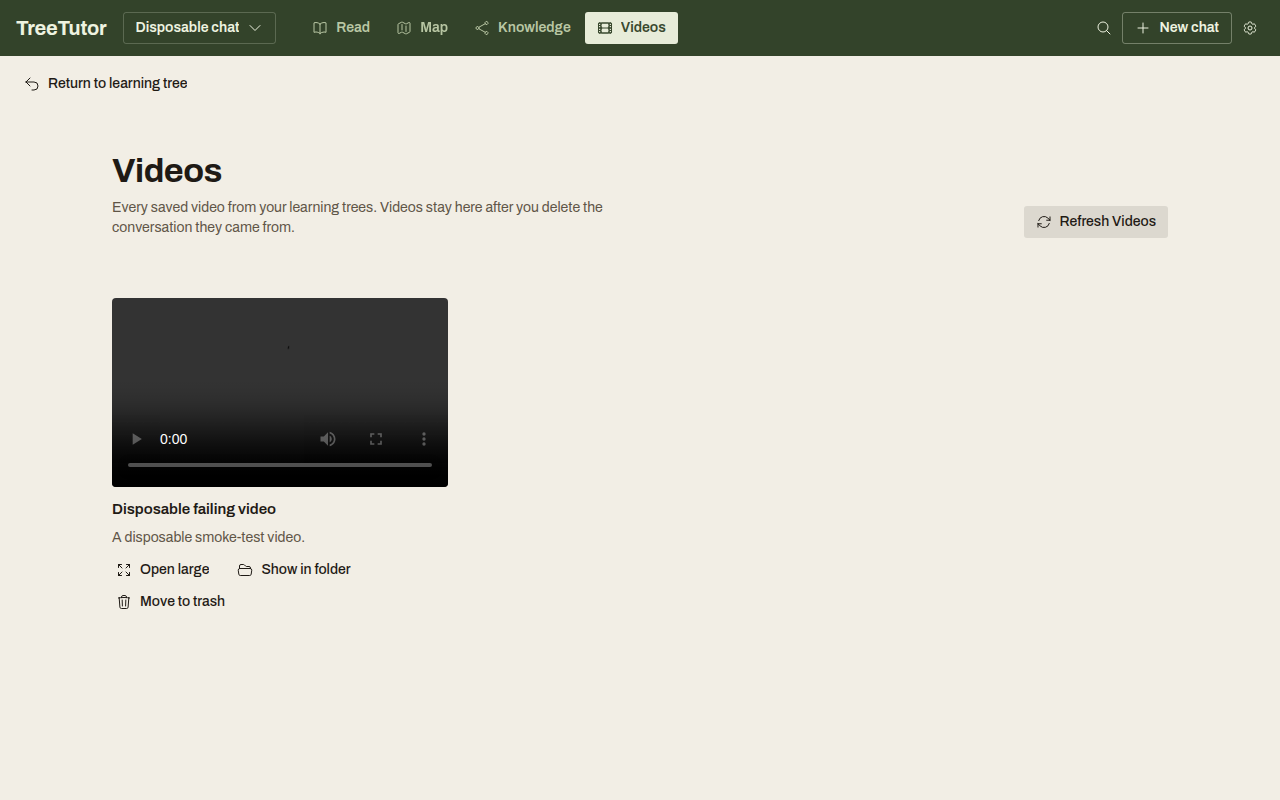 TreeTutor
Disposable chat
Read
Map
Knowledge
Videos
New chat
Return to learning tree
Videos
Every saved video from your learning trees. Videos stay here after you delete the
conversation they came from.
Refresh Videos
0:00
Disposable failing video
A disposable smoke-test video.
Open large
Show in folder
Move to trash